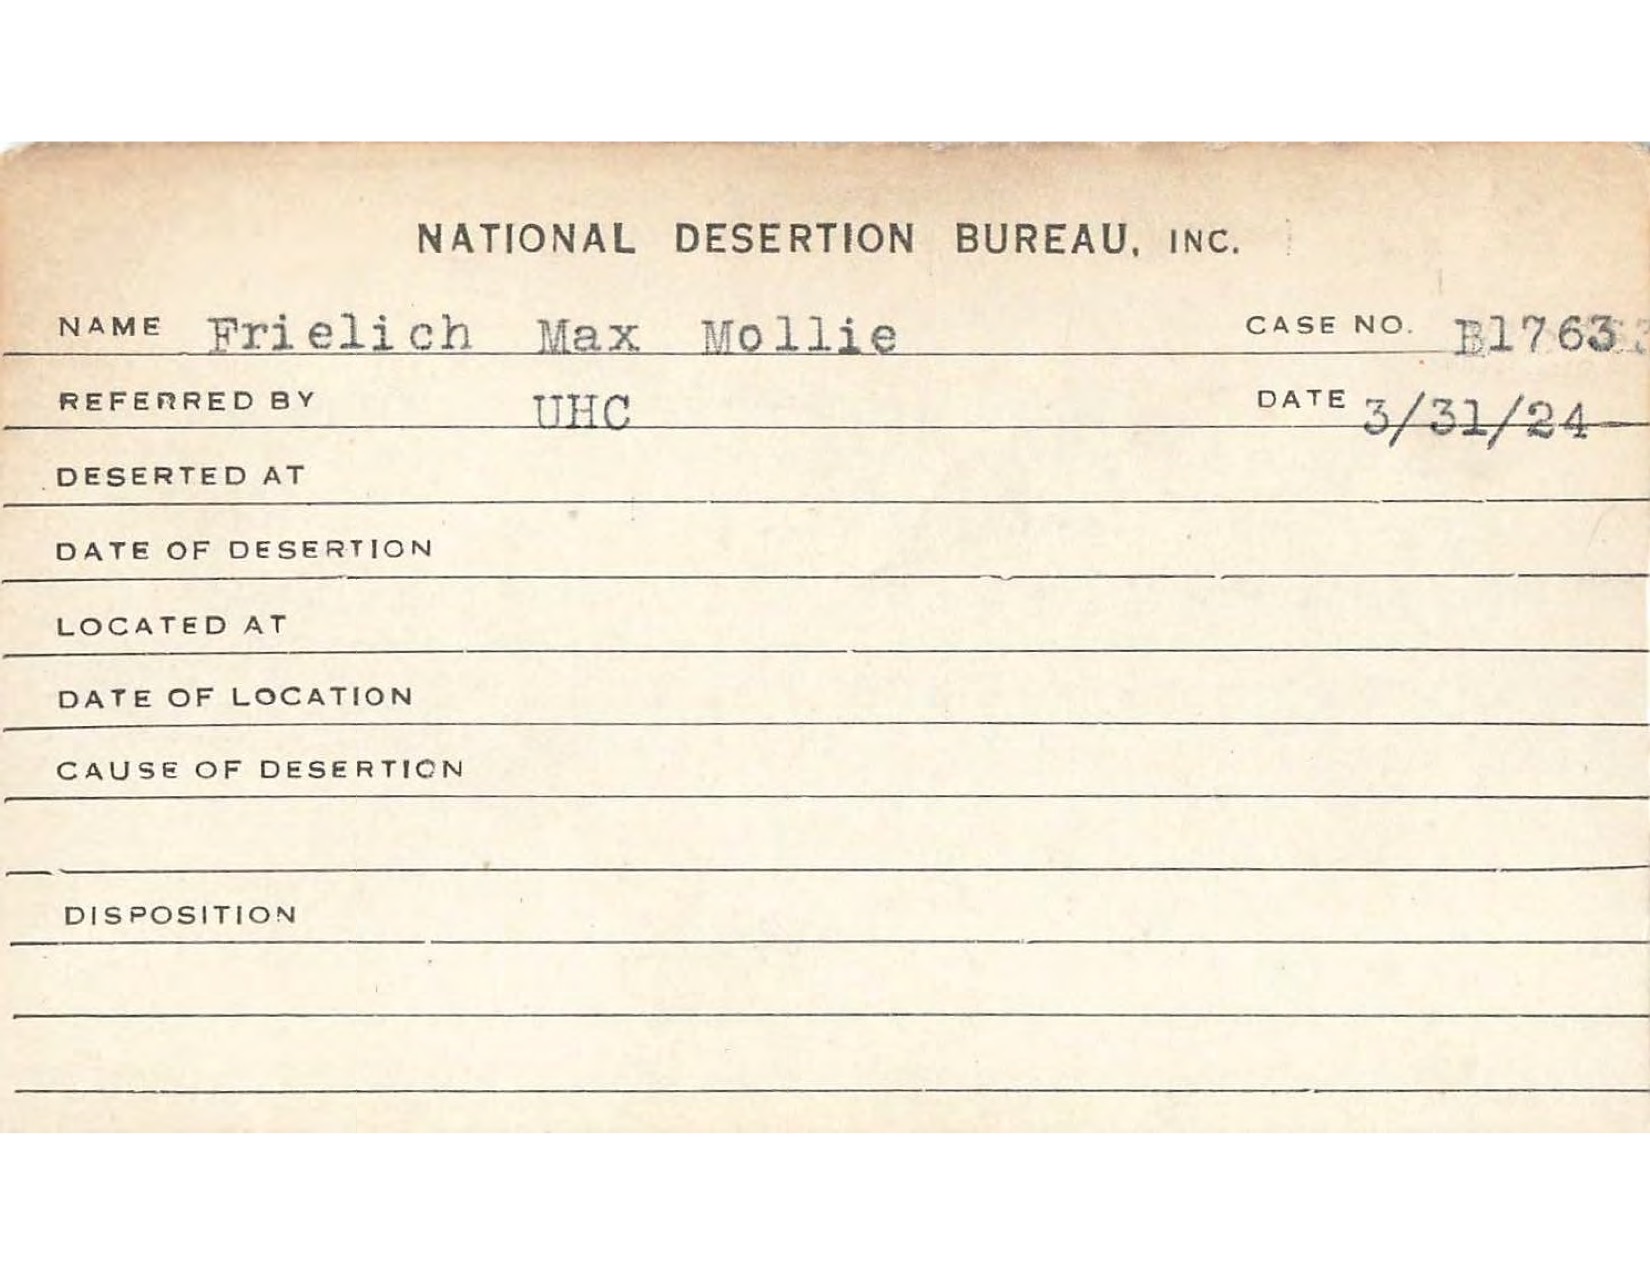 NATIONAL DESERTION BUREAU, INC.
NAME Frielich Max Mollie CASE NO. B1763
REFERRED BY UHC DATE 3/31/24
DESERTED AT
DATE OF DESERTION
LOCATED AT
DATE OF LOCATION
CAUSE OF DESERTION
DISPOSITION